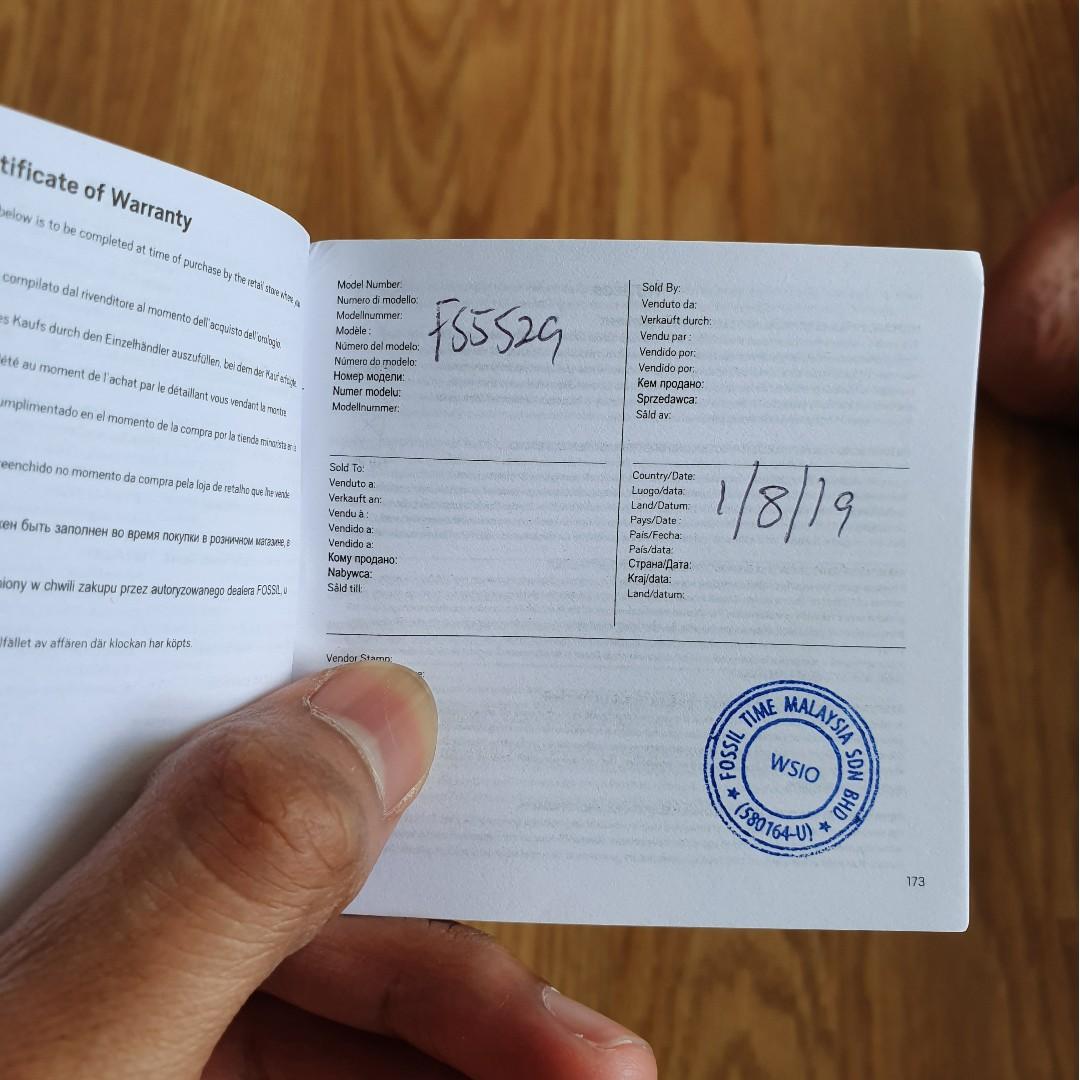 tificate of Warranty
below is to be completed at time of purchase by the retail store where
compilato dal rivenditore al momento dell'acquisto dell'orologio.
es Kaufs durch den Einzelhändler auszufüllen, bei dem der Kauf erfolgte.
été au moment de l'achat par le détaillant vous vendant la montre.
umplimentado en el momento de la compra por la tienda minorista en la
eenchido no momento da compra pela loja de retalho que lhe vende
жен быть заполнен во время покупки в розничном магазине, в
niony w chwili zakupu przez autoryzowanego dealera FOSSIL, u
lfället av affären där klockan har köpts.
Model Number:
Numero di modello:
Modellnummer:
Modèle :
Número del modelo:
Número do modelo:
Номер модели:
Numer modelu:
Modellnummer:
FS5529
Sold By:
Venduto da:
Verkauft durch:
Vendu par :
Vendido por:
Vendido por:
Кем продано:
Sprzedawca:
Såld av:
Sold To:
Venduto a:
Verkauft an:
Vendu à :
Vendido a:
Vendido a:
Кому продано:
Nabywca:
Såld till:
Country/Date:
Luogo/data:
Land/Datum:
Pays/Date :
País/Fecha:
País/data:
Страна/Дата:
Kraj/data:
Land/datum:
1/8/19
Vendor Stamp:
e:
FOSSIL TIME MALAYSIA SDN BHD
WSIO
★ (580164-U) ★
173